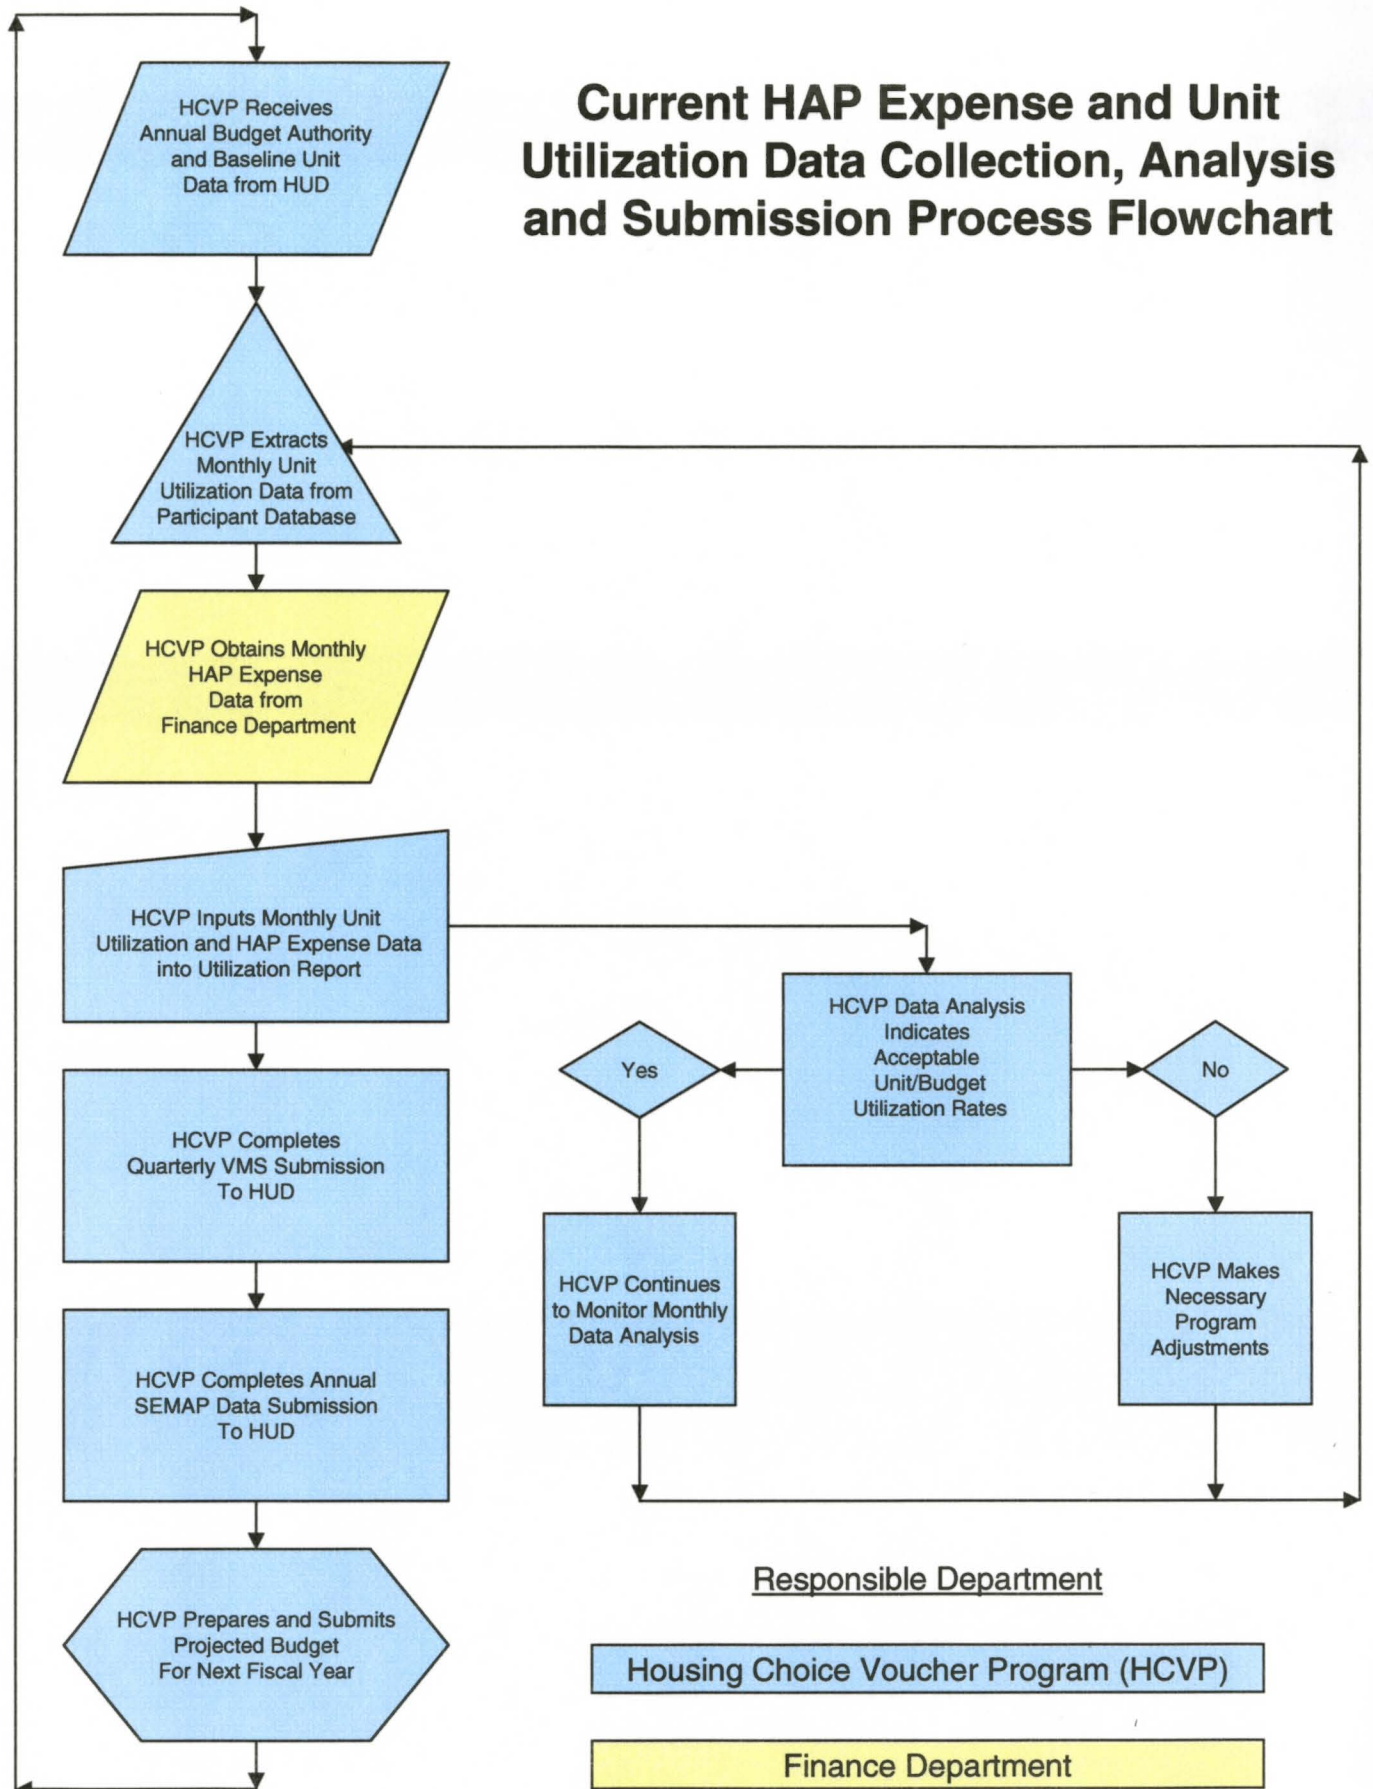 Current HAP Expense and Unit
Utilization Data Collection, Analysis
and Submission Process Flowchart
HCVP Receives
Annual Budget Authority
and Baseline Unit
Data from HUD
HCVP Extracts
Monthly Unit
Utilization Data from
Participant Database
HCVP Obtains Monthly
HAP Expense
Data from
Finance Department
HCVP Inputs Monthly Unit
Utilization and HAP Expense Data
into Utilization Report
HCVP Data Analysis
Indicates
Acceptable
Unit/Budget
Utilization Rates
Yes
No
HCVP Continues
to Monitor Monthly
Data Analysis
HCVP Makes
Necessary
Program
Adjustments
HCVP Completes
Quarterly VMS Submission
To HUD
HCVP Completes Annual
SEMAP Data Submission
To HUD
HCVP Prepares and Submits
Projected Budget
For Next Fiscal Year
Responsible Department
Housing Choice Voucher Program (HCVP)
Finance Department